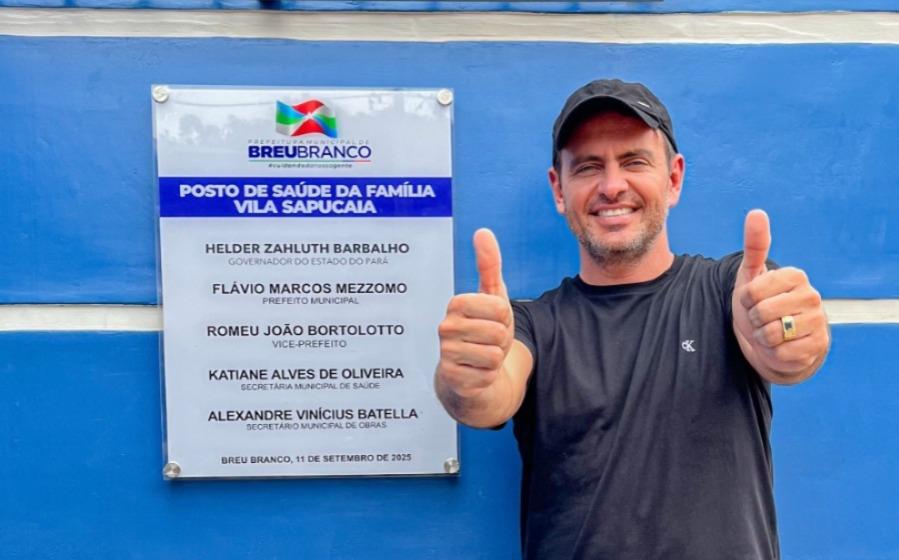 PREFEITURA MUNICIPAL DE
BREUBRANCO
#cuidandodanossagente
POSTO DE SAÚDE DA FAMÍLIA
VILA SAPUCAIA
HELDER ZAHLUTH BARBALHO
GOVERNADOR DO ESTADO DO PARÁ
FLÁVIO MARCOS MEZZOMO
PREFEITO MUNICIPAL
ROMEU JOÃO BORTOLOTTO
VICE-PREFEITO
KATIANE ALVES DE OLIVEIRA
SECRETÁRIA MUNICIPAL DE SAÚDE
ALEXANDRE VINÍCIUS BATELLA
SECRETÁRIO MUNICIPAL DE OBRAS
BREU BRANCO, 11 DE SETEMBRO DE 2025
CK